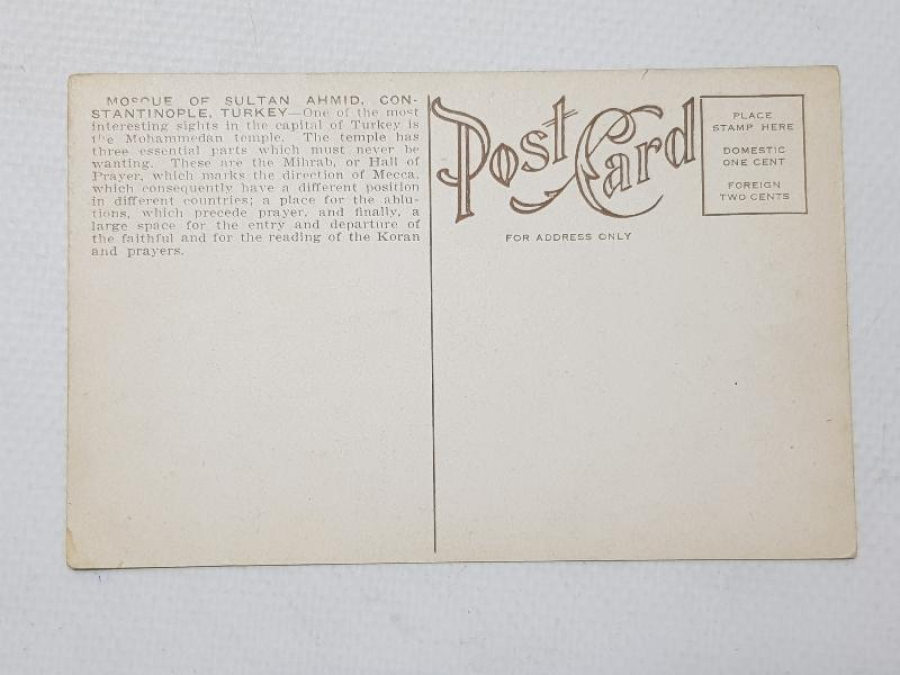 MOSQUE OF SULTAN AHMID, CON-
STANTINOPLE, TURKEY—One of the most
interesting sights in the capital of Turkey is
the Mohammedan temple. The temple has
three essential parts which must never be
wanting. These are the Mihrab, or Hall of
Prayer, which marks the direction of Mecca,
which consequently have a different position
in different countries; a place for the ablu-
tions, which precede prayer, and finally, a
large space for the entry and departure of
the faithful and for the reading of the Koran
and prayers.
Post Card
FOR ADDRESS ONLY
PLACE
STAMP HERE
DOMESTIC
ONE CENT
FOREIGN
TWO CENTS